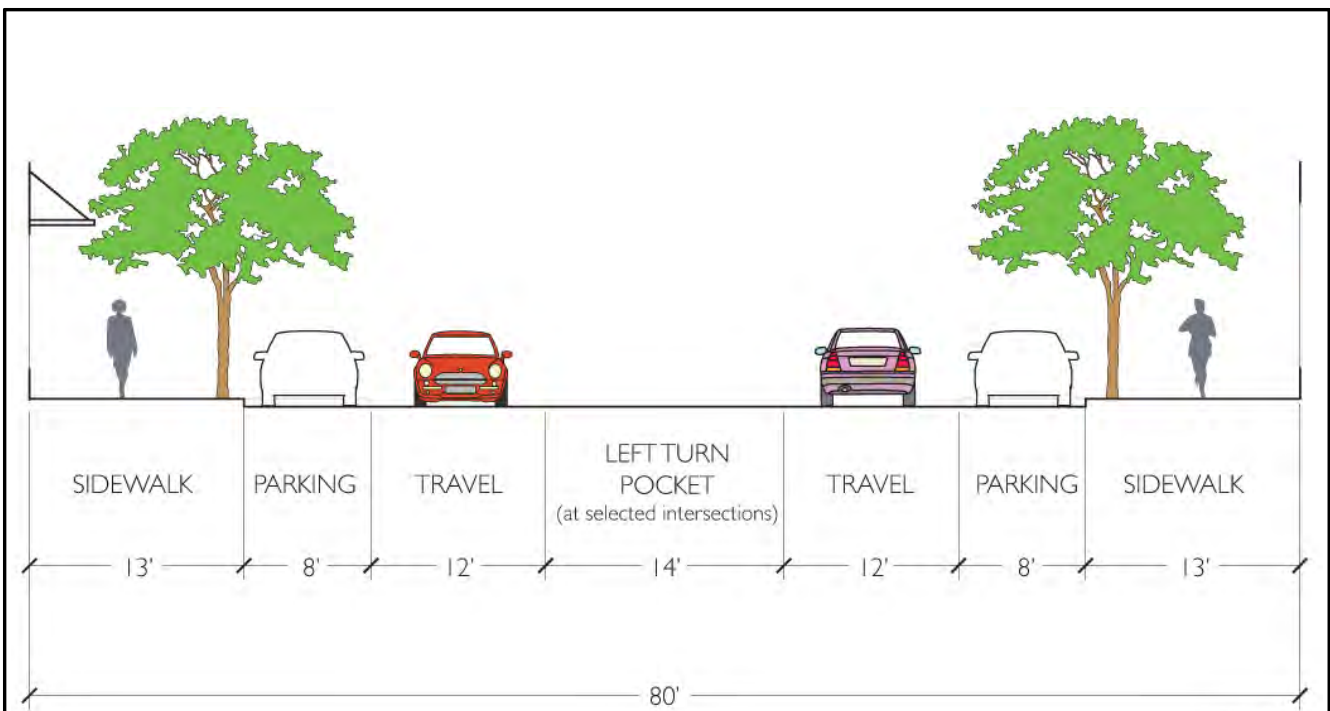 SIDEWALK
PARKING
TRAVEL
LEFT TURN
POCKET
(at selected intersections)
TRAVEL
PARKING
SIDEWALK
13'
8'
12'
14'
12'
8'
13'
80'